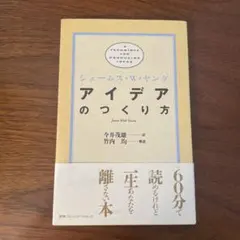 A TECHNIQUE
FOR PRODUCING
IDEAS
ジェームス・W・ヤング
アイデア
のつくり方
James Webb Young
今井茂雄 訳
竹内均 解説
60分で
読めるけれど
一生あなたを
離さない本